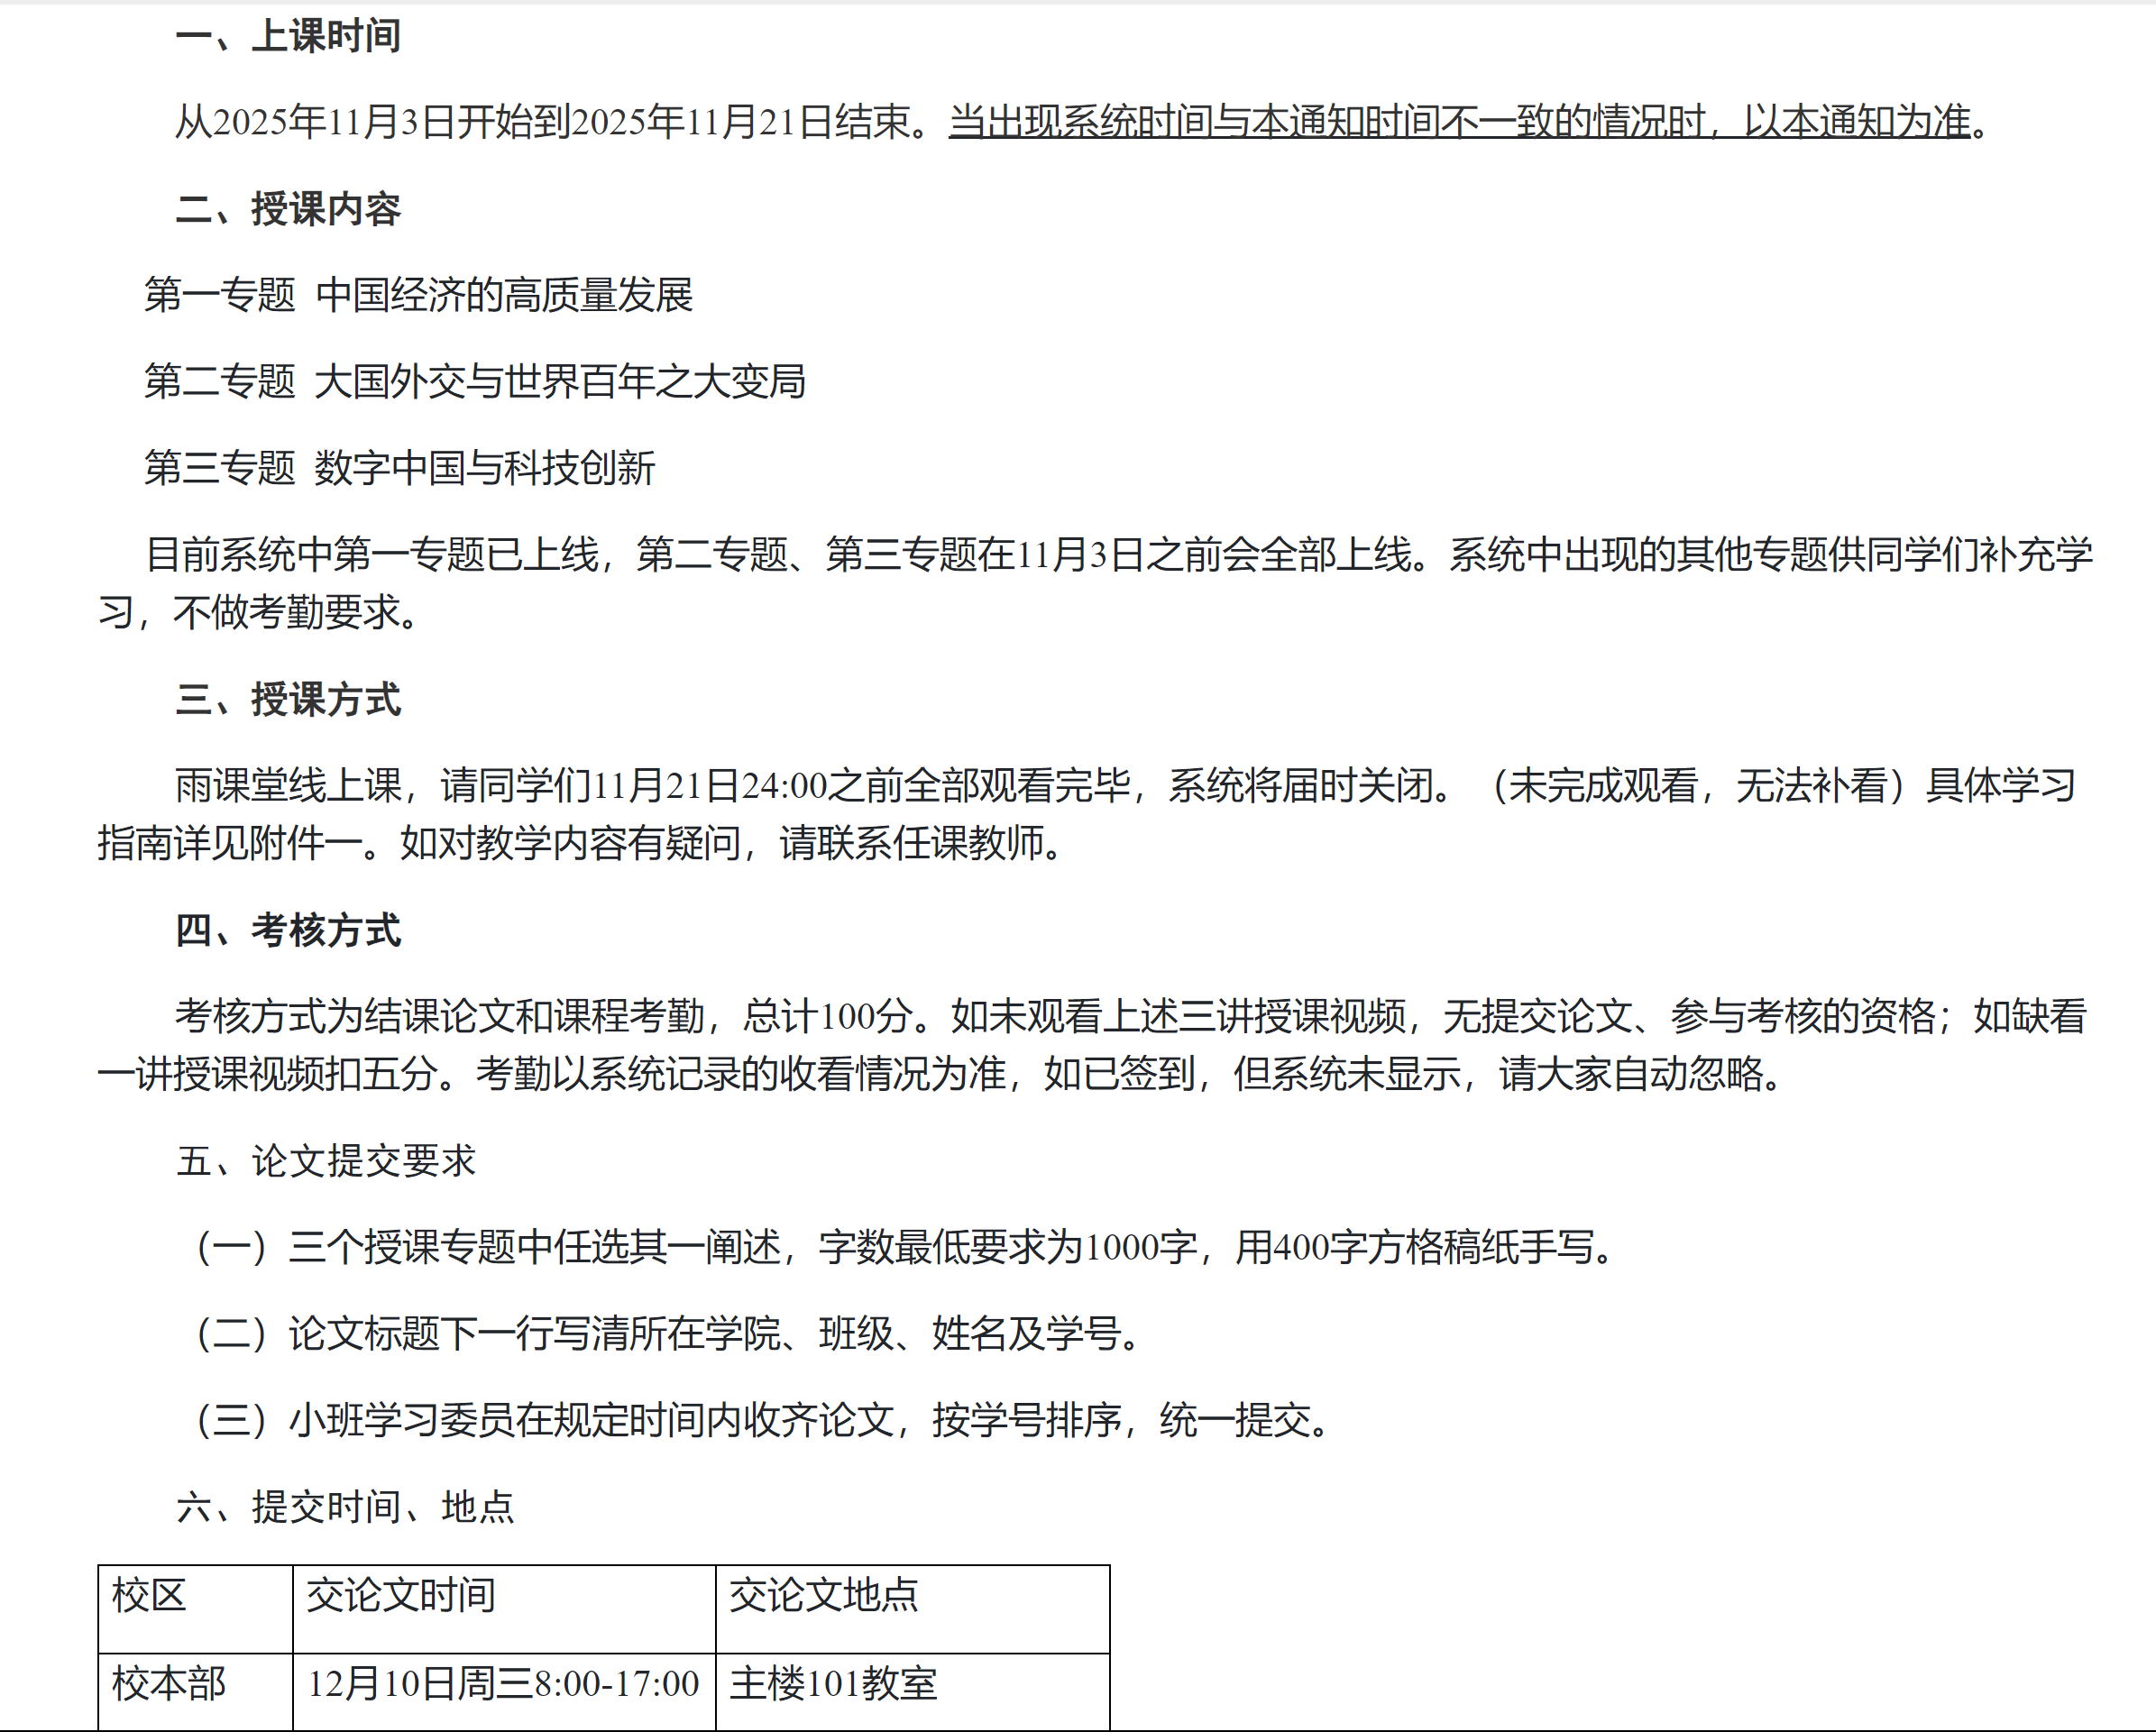 一、上课时间
从2025年11月3日开始到2025年11月21日结束。当出现系统时间与本通知时间不一致的情况时，以本通知为准。
二、授课内容
第一专题 中国经济的高质量发展
第二专题 大国外交与世界百年之大变局
第三专题 数字中国与科技创新
目前系统中第一专题已上线，第二专题、第三专题在11月3日之前会全部上线。系统中出现的其他专题供同学们补充学
习，不做考勤要求。
三、授课方式
雨课堂线上课，请同学们11月21日24:00之前全部观看完毕，系统将届时关闭。（未完成观看，无法补看）具体学习
指南详见附件一。如对教学内容有疑问，请联系任课教师。
四、考核方式
考核方式为结课论文和课程考勤，总计100分。如未观看上述三讲授课视频，无提交论文、参与考核的资格；如缺看
一讲授课视频扣五分。考勤以系统记录的收看情况为准，如已签到，但系统未显示，请大家自动忽略。
五、论文提交要求
（一）三个授课专题中任选其一阐述，字数最低要求为1000字，用400字方格稿纸手写。
（二）论文标题下一行写清所在学院、班级、姓名及学号。
（三）小班学习委员在规定时间内收齐论文，按学号排序，统一提交。
六、提交时间、地点
校区 交论文时间 交论文地点
校本部 12月10日周三8:00-17:00 主楼101教室